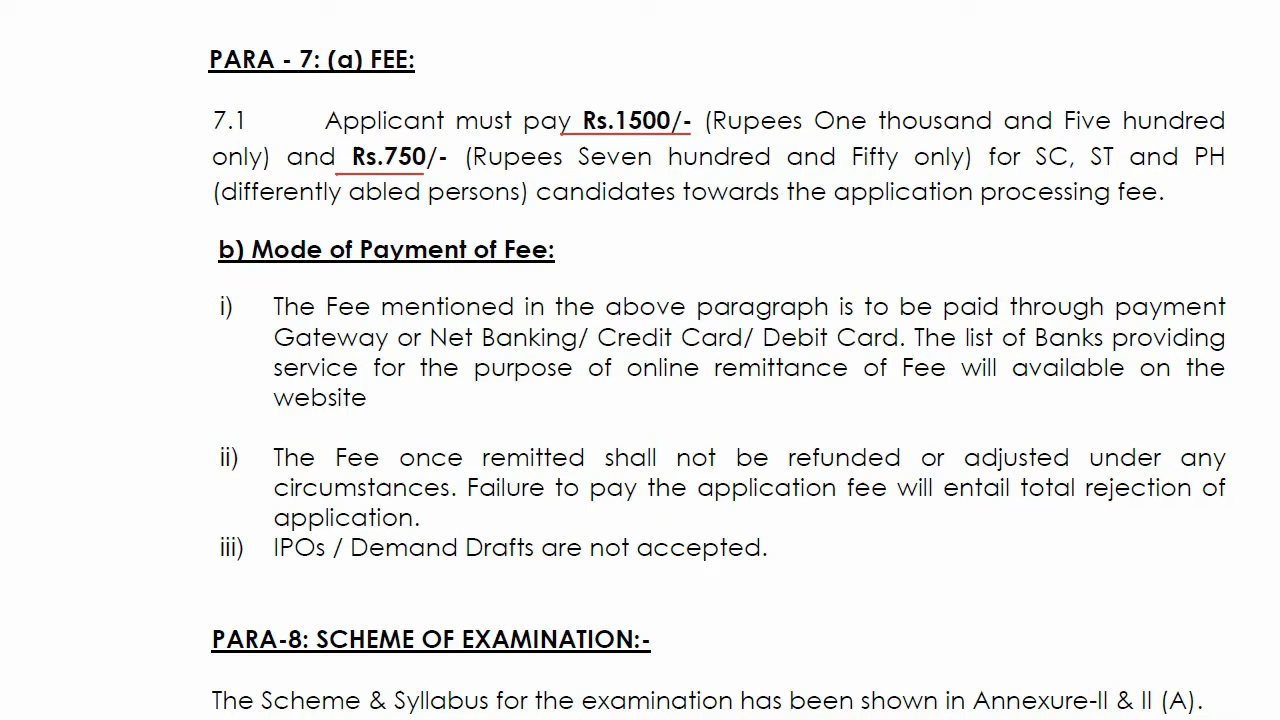 PARA - 7: (a) FEE:
7.1 Applicant must pay Rs.1500/- (Rupees One thousand and Five hundred
only) and Rs.750/- (Rupees Seven hundred and Fifty only) for SC, ST and PH
(differently abled persons) candidates towards the application processing fee.
b) Mode of Payment of Fee:
i) The Fee mentioned in the above paragraph is to be paid through payment
Gateway or Net Banking/ Credit Card/ Debit Card. The list of Banks providing
service for the purpose of online remittance of Fee will available on the
website
ii) The Fee once remitted shall not be refunded or adjusted under any
circumstances. Failure to pay the application fee will entail total rejection of
application.
iii) IPOs / Demand Drafts are not accepted.
PARA-8: SCHEME OF EXAMINATION:-
The Scheme & Syllabus for the examination has been shown in Annexure-II & II (A).